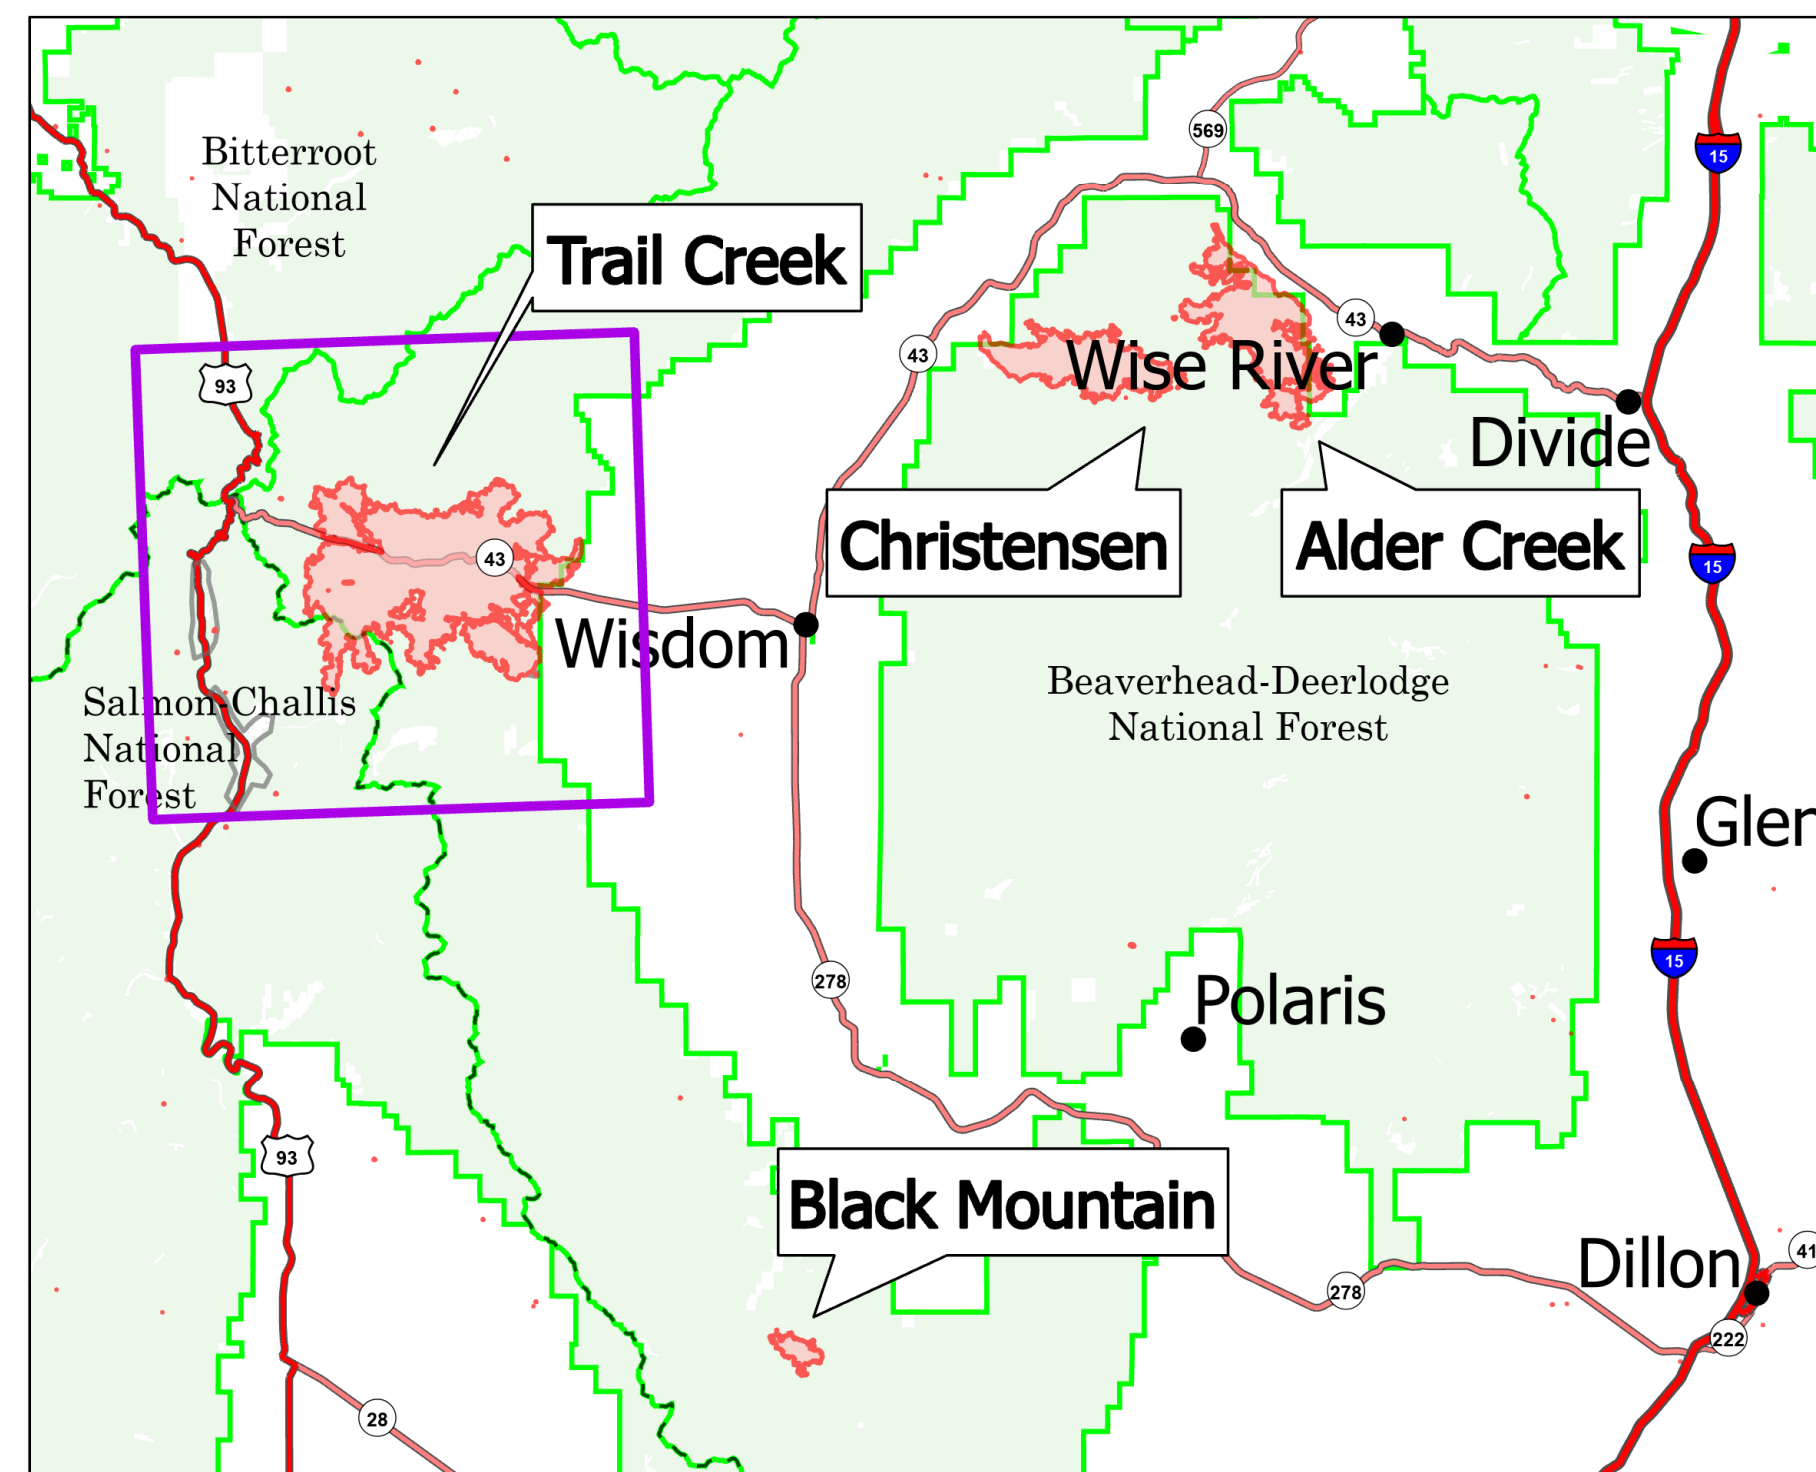 569
15
Bitterroot
National
Forest
Trail Creek
43
43
93
Wise River
Divide
Christensen
Alder Creek
43
15
Wisdom
Beaverhead-Deerlodge
National Forest
Salmon-Challis
National
Forest
Glen
15
278
Polaris
93
Black Mountain
Dillon
41
278
222
28